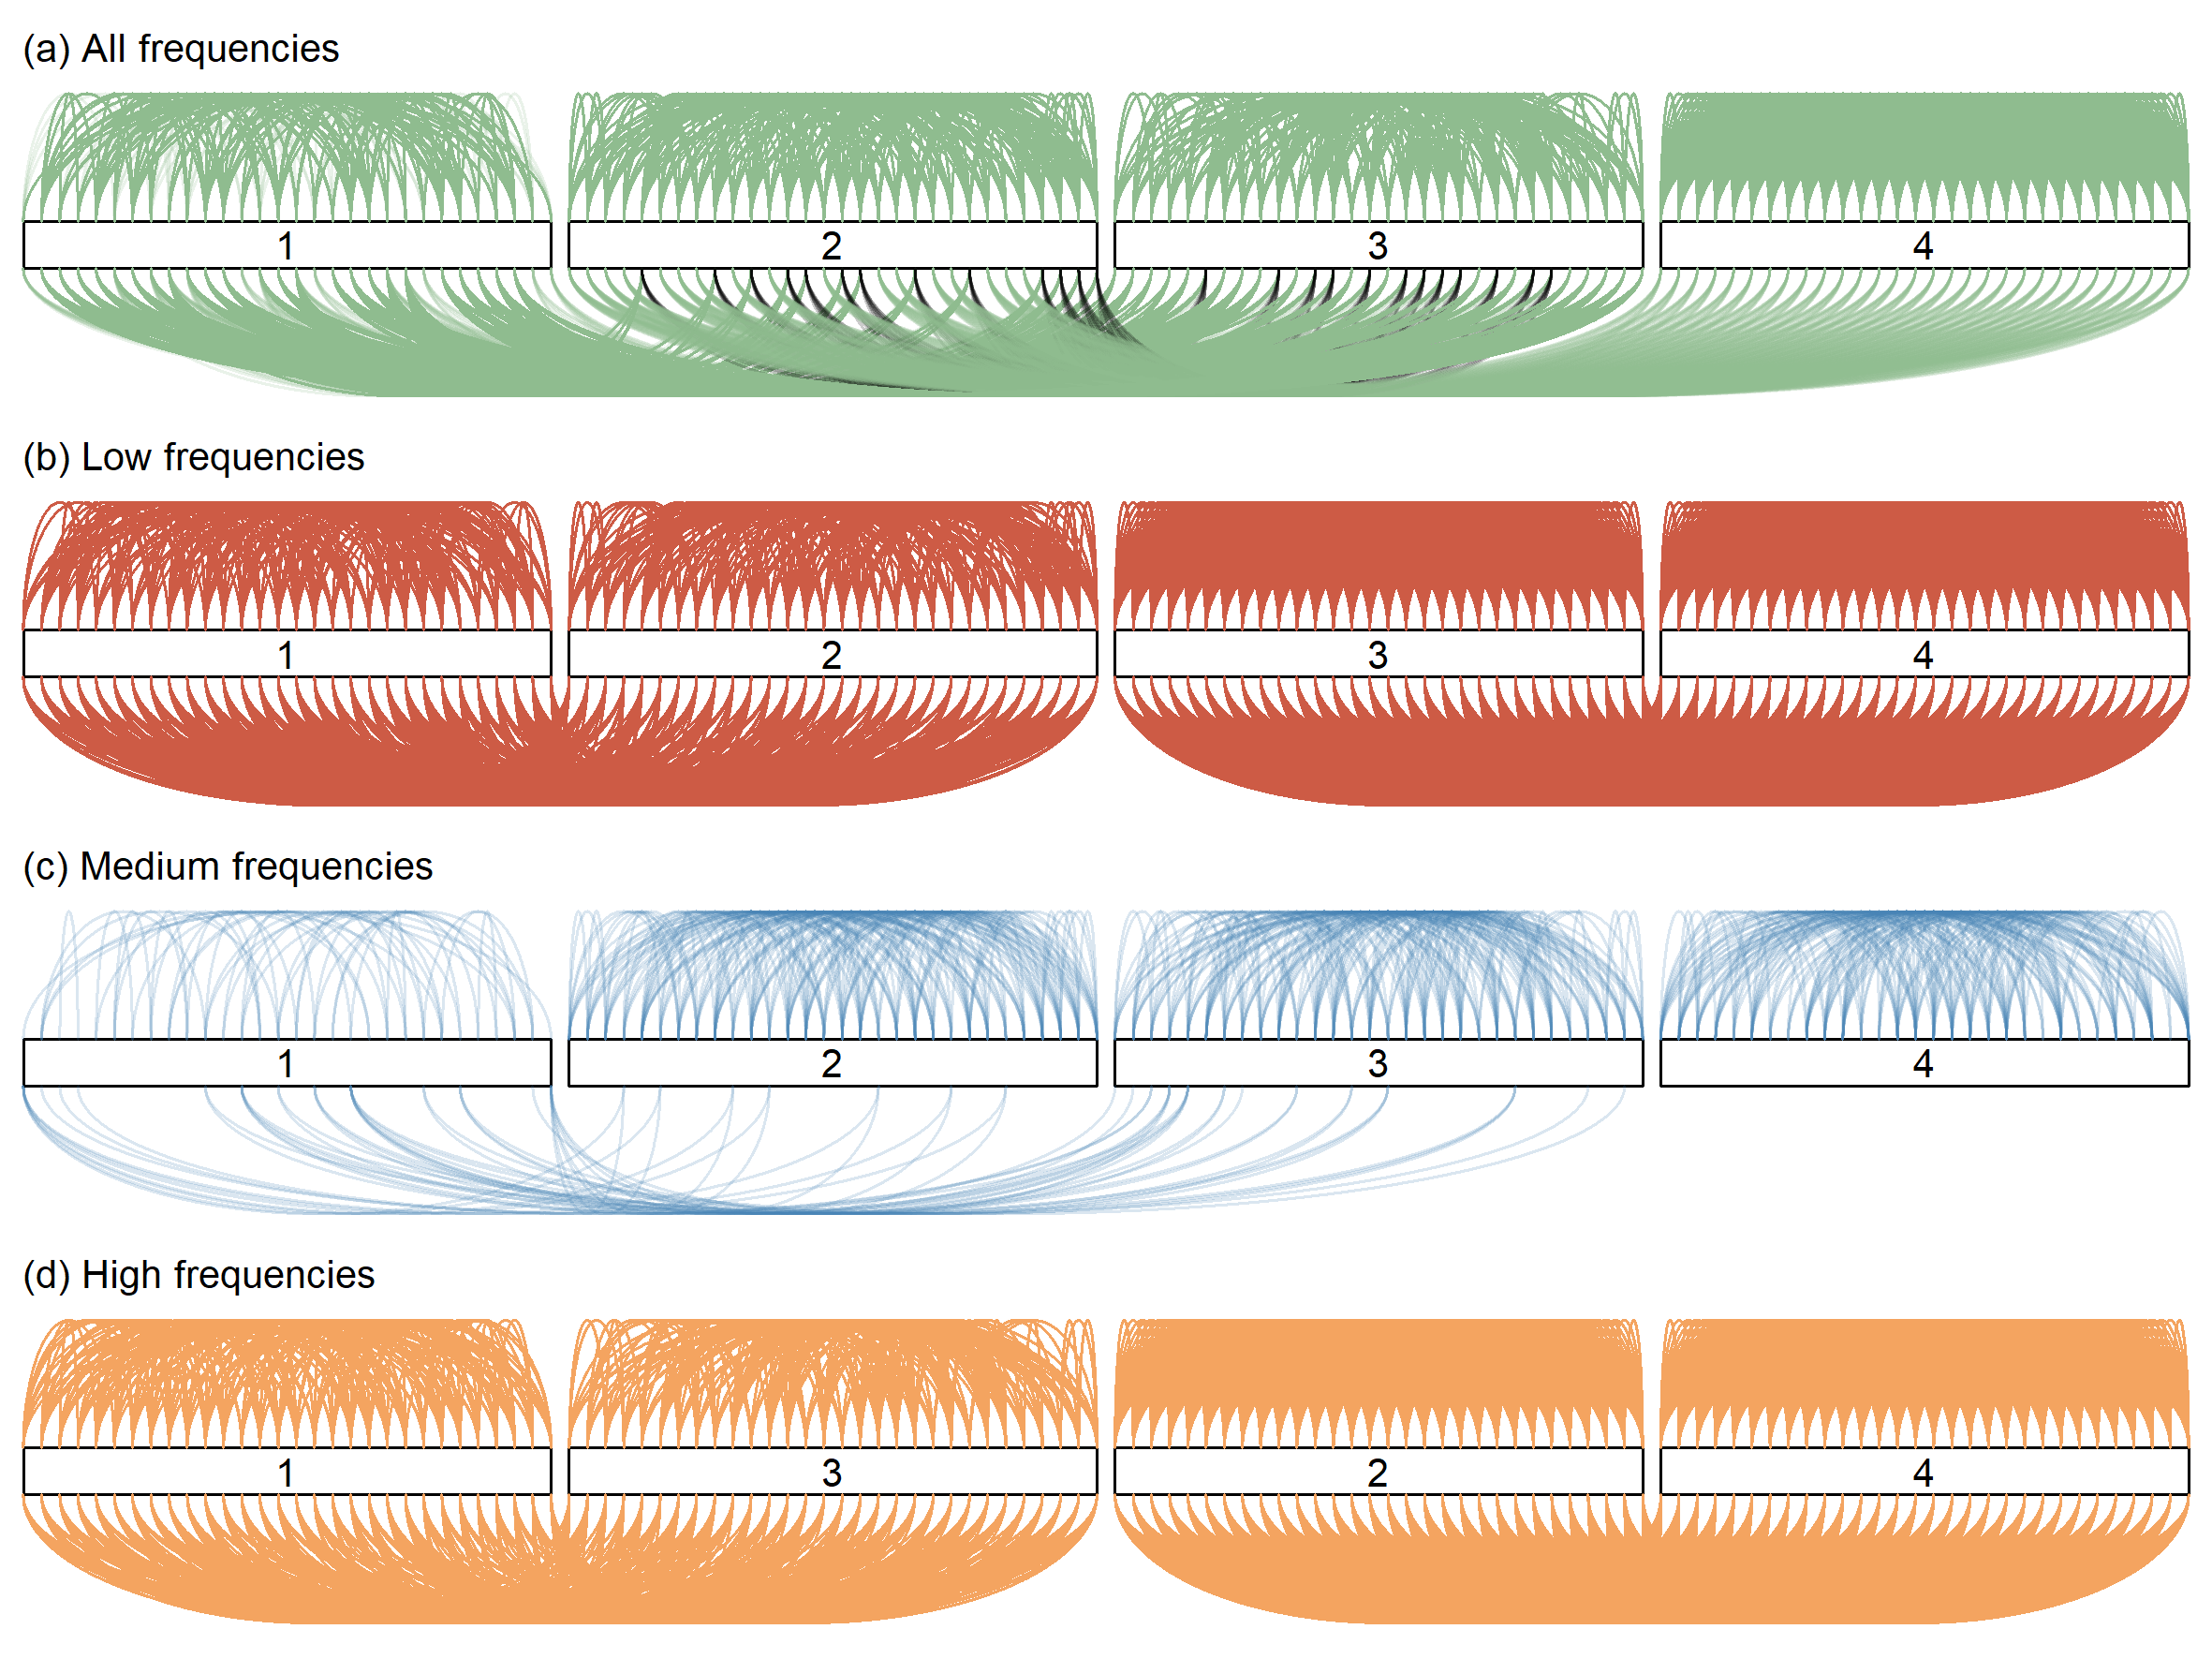 (a) All frequencies
1 2 3 4
(b) Low frequencies
1 2 3 4
(c) Medium frequencies
1 2 3 4
(d) High frequencies
1 3 2 4